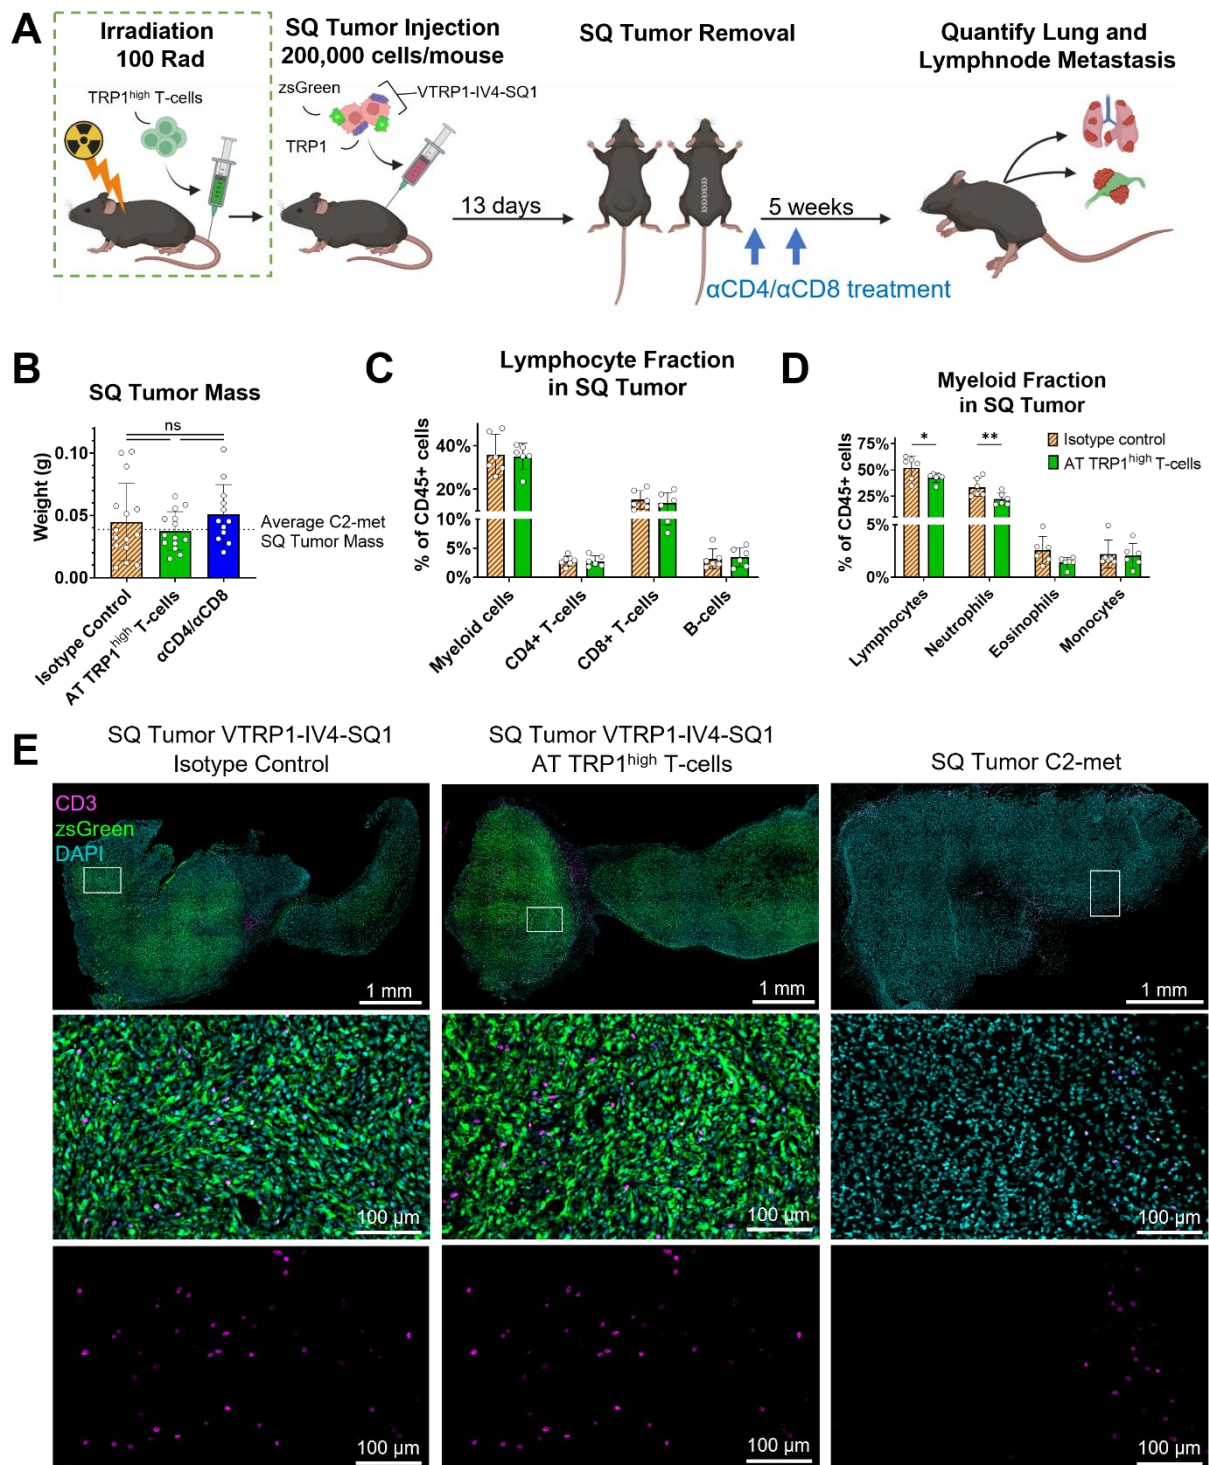 A
Irradiation
100 Rad
TRP1high T-cells
SQ Tumor Injection
200,000 cells/mouse
zsGreen
VTRP1-IV4-SQ1
TRP1
13 days
SQ Tumor Removal
5 weeks
αCD4/αCD8 treatment
Quantify Lung and
Lymphnode Metastasis
B
SQ Tumor Mass
ns
Weight (g)
0.10
0.05
0.00
Average C2-met
SQ Tumor Mass
Isotype Control
AT TRP1high T-cells
αCD4/αCD8
C
Lymphocyte Fraction
in SQ Tumor
% of CD45+ cells
40%
20%
10%
5%
0%
Myeloid cells
CD4+ T-cells
CD8+ T-cells
B-cells
D
Myeloid Fraction
in SQ Tumor
% of CD45+ cells
75%
50%
25%
5%
0%
*
**
Isotype control
AT TRP1high T-cells
Lymphocytes
Neutrophils
Eosinophils
Monocytes
E
SQ Tumor VTRP1-IV4-SQ1
Isotype Control
SQ Tumor VTRP1-IV4-SQ1
AT TRP1high T-cells
SQ Tumor C2-met
CD3
zsGreen
DAPI
1 mm
1 mm
1 mm
100 µm
100 µm
100 µm
100 µm
100 µm
100 µm